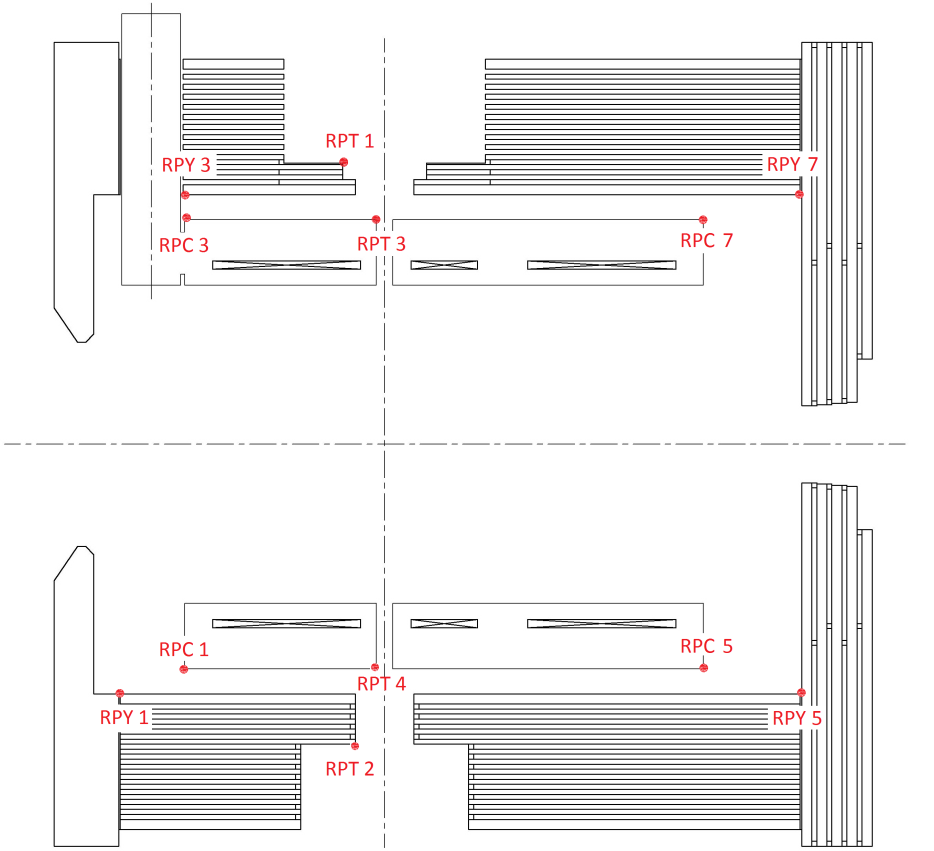 RPT 1
RPY 3
RPY 7
RPC 3
RPT 3
RPC 7
RPC 1
RPC 5
RPT 4
RPY 1
RPY 5
RPT 2